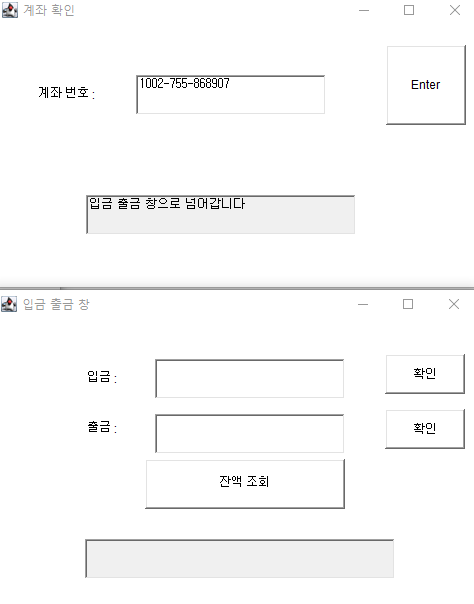 계좌 확인
계좌 번호 : 1002-755-868907 Enter
입금 출금 창으로 넘어갑니다
입금 출금 창
입금 : 확인
출금 : 확인
잔액 조회